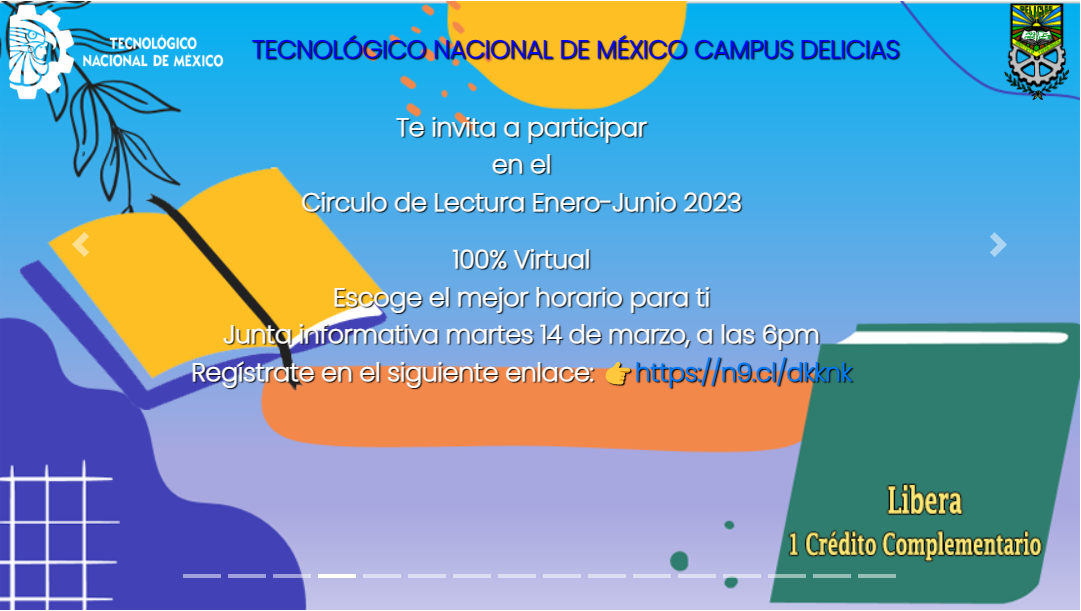 TECNOLÓGICO
NACIONAL DE MÉXICO
TECNOLÓGICO NACIONAL DE MÉXICO CAMPUS DELICIAS
DELICIAS
Te invita a participar
en el
Circulo de Lectura Enero-Junio 2023
100% Virtual
Escoge el mejor horario para ti
Junta informativa martes 14 de marzo, a las 6pm
Regístrate en el siguiente enlace: 👉https://n9.cl/dkknk
Libera
1 Crédito Complementario